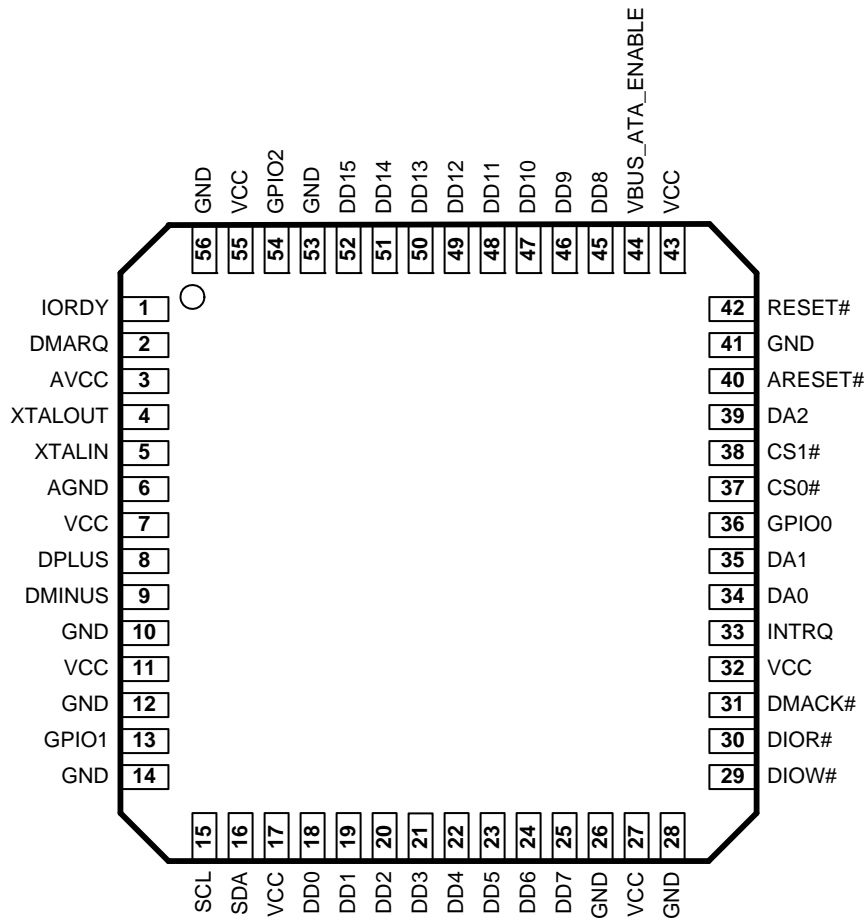 GND
VCC
GPIO2
GND
DD15
DD14
DD13
DD12
DD11
DD10
DD9
DD8
VBUS_ATA_ENABLE
VCC
56
55
54
53
52
51
50
49
48
47
46
45
44
43
IORDY 1
DMARQ 2
AVCC 3
XTALOUT 4
XTALIN 5
AGND 6
VCC 7
DPLUS 8
DMINUS 9
GND 10
VCC 11
GND 12
GPIO1 13
GND 14
42 RESET#
41 GND
40 ARESET#
39 DA2
38 CS1#
37 CS0#
36 GPIO0
35 DA1
34 DA0
33 INTRQ
32 VCC
31 DMACK#
30 DIOR#
29 DIOW#
15
16
17
18
19
20
21
22
23
24
25
26
27
28
SCL
SDA
VCC
DD0
DD1
DD2
DD3
DD4
DD5
DD6
DD7
GND
VCC
GND